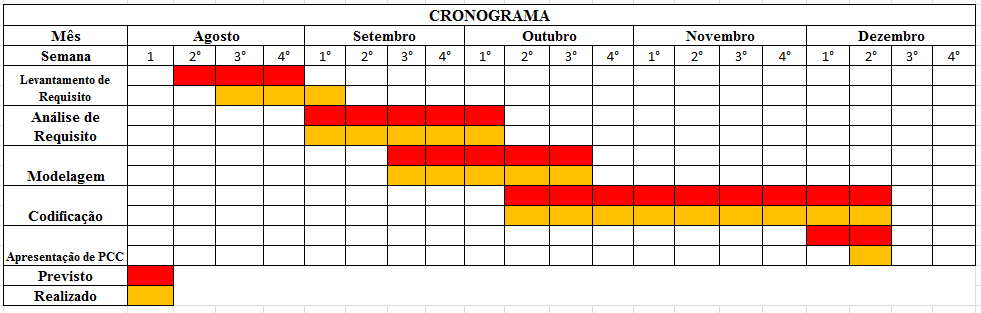 CRONOGRAMA
Mês Agosto Setembro Outubro Novembro Dezembro
Semana 1 2° 3° 4° 1° 2° 3° 4° 1° 2° 3° 4° 1° 2° 3° 4° 1° 2° 3° 4°
Levantamento de
Requisito
Análise de
Requisito
Modelagem
Codificação
Apresentação de PCC
Previsto
Realizado